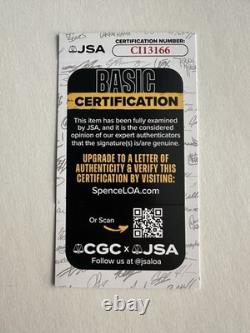 JSA
CERTIFICATION NUMBER:
CI13166
BASIC
CERTIFICATION
This item has been fully examined
by JSA, and it is the considered
opinion of our expert authenticators
that the signature(s) is/are genuine.
UPGRADE TO A LETTER OF
AUTHENTICITY & VERIFY THIS
CERTIFICATION BY VISITING:
SpenceLOA.com
Or Scan
CGC x JSA
Follow us at @jsaloa
122montha.com